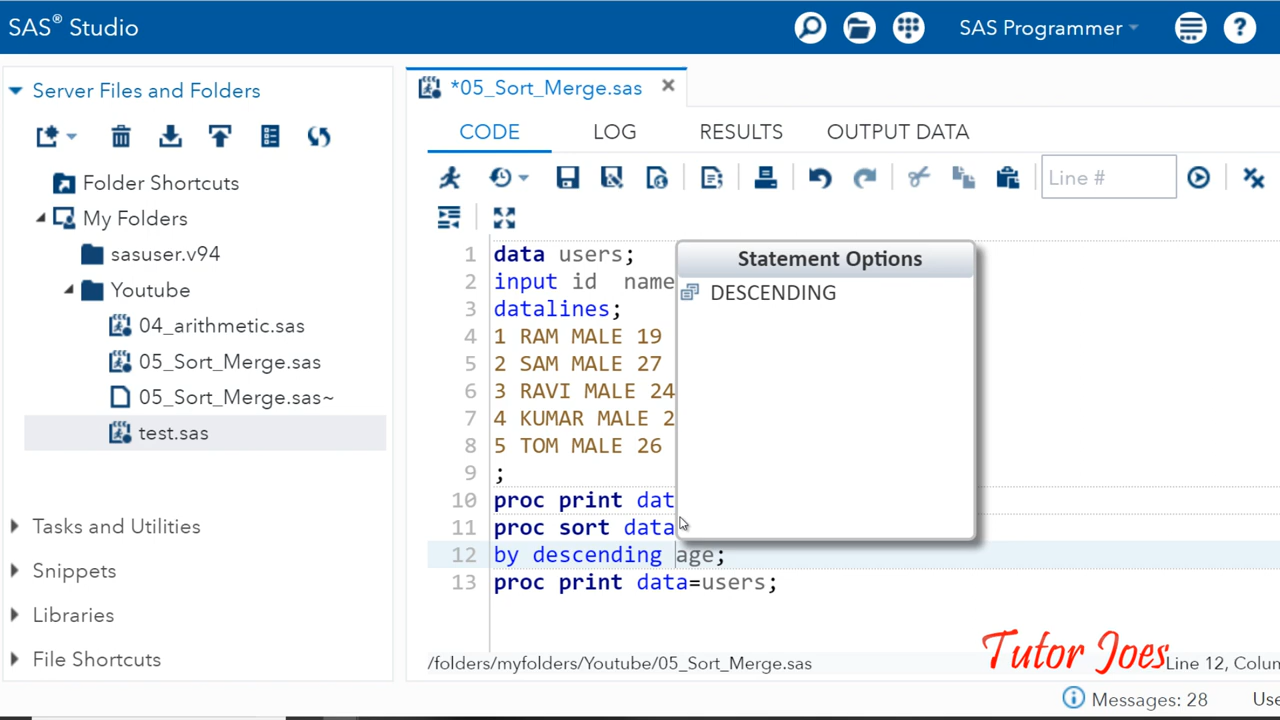 SAS® Studio
SAS Programmer
Server Files and Folders
Folder Shortcuts
My Folders
sasuser.v94
Youtube
04_arithmetic.sas
05_Sort_Merge.sas
05_Sort_Merge.sas~
test.sas
Tasks and Utilities
Snippets
Libraries
File Shortcuts
*05_Sort_Merge.sas
CODE LOG RESULTS OUTPUT DATA
Line #
1 data users;
2 input id name
3 datalines;
4 1 RAM MALE 19
5 2 SAM MALE 27
6 3 RAVI MALE 24
7 4 KUMAR MALE 2
8 5 TOM MALE 26
9 ;
10 proc print dat
11 proc sort data
12 by descending age;
13 proc print data=users;
Statement Options
DESCENDING
/folders/myfolders/Youtube/05_Sort_Merge.sas
Tutor Joes
Line 12, Colum
Messages: 28
Use